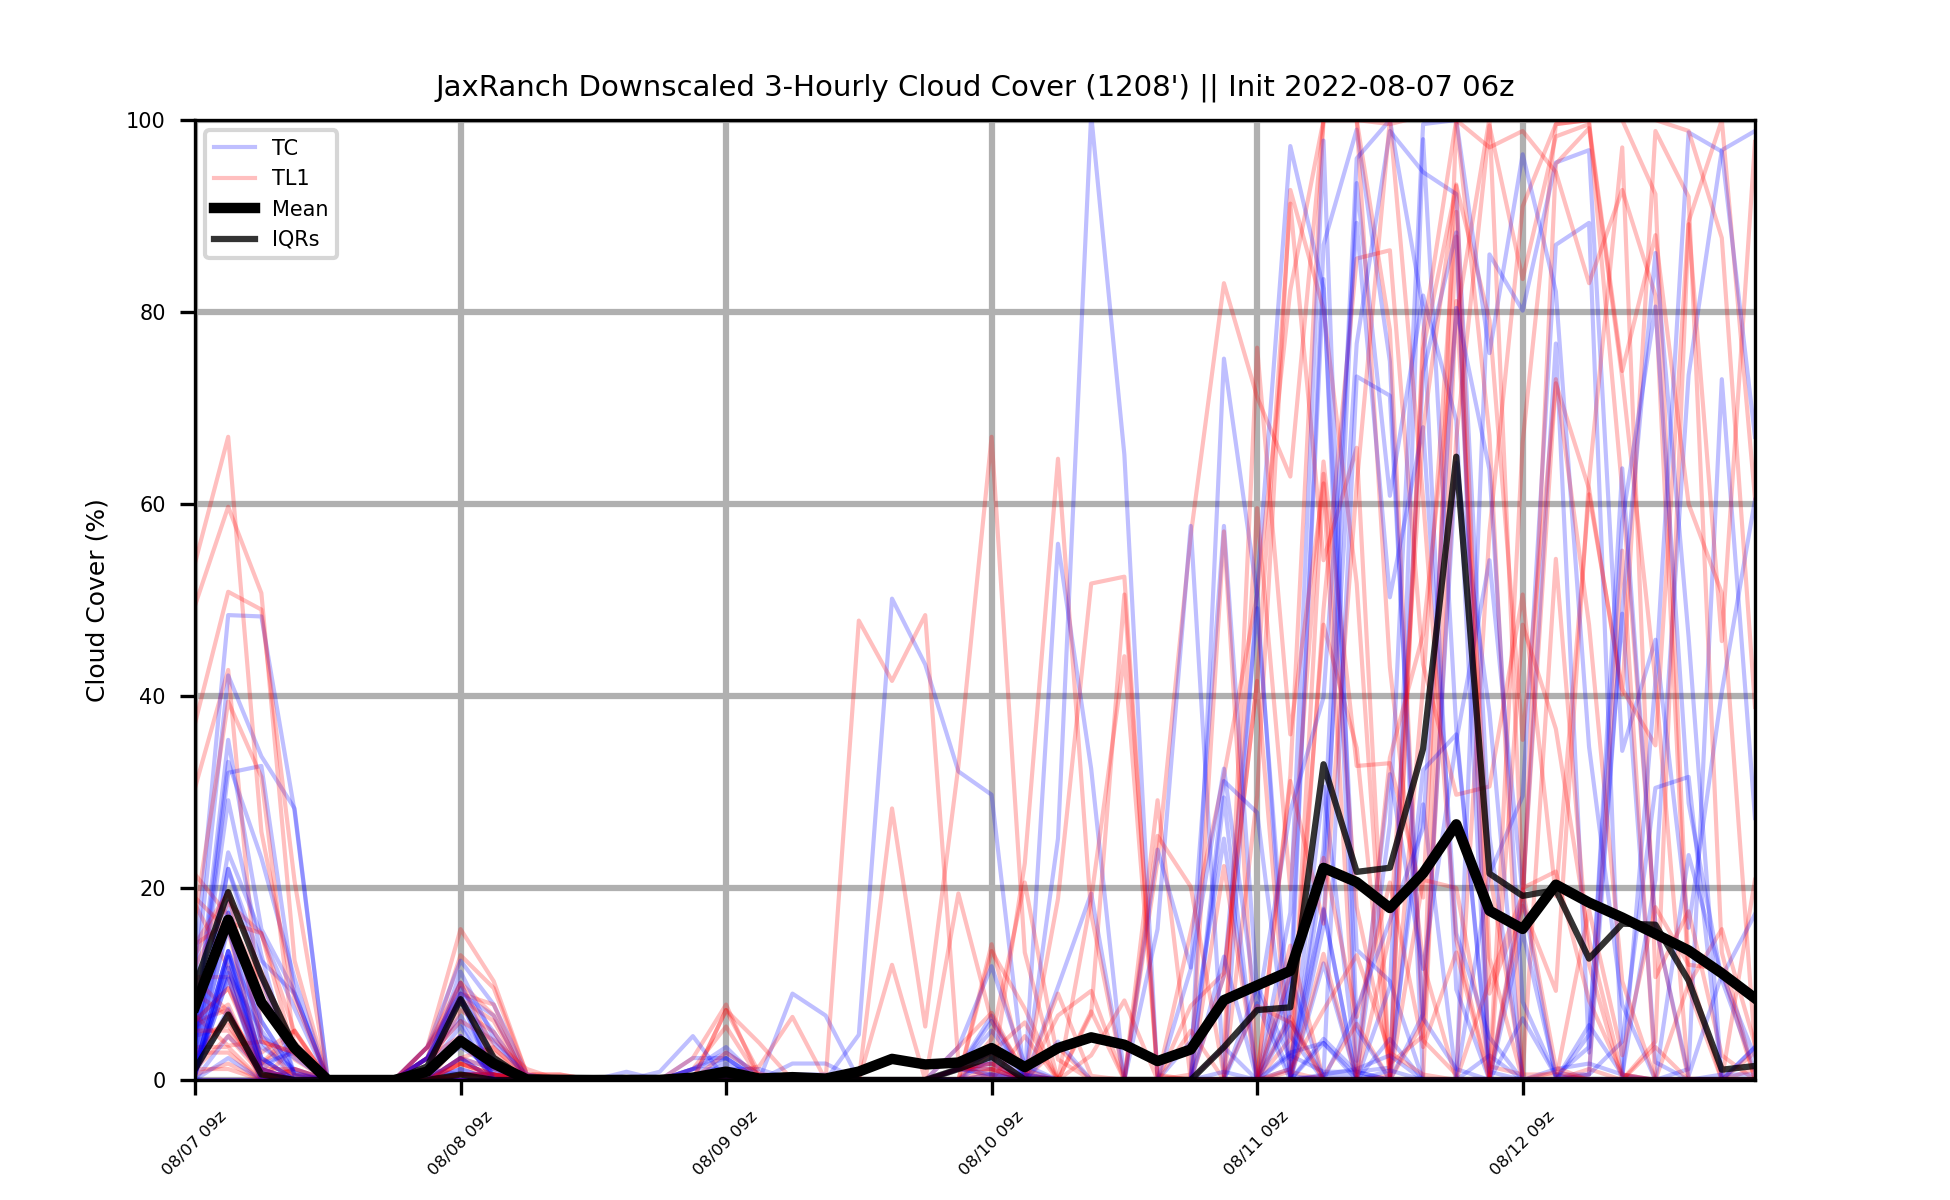 JaxRanch Downscaled 3-Hourly Cloud Cover (1208') || Init 2022-08-07 06z
100
80
60
40
20
0
Cloud Cover (%)
TC
TL1
Mean
IQRs
08/07 09z
08/08 09z
08/09 09z
08/10 09z
08/11 09z
08/12 09z